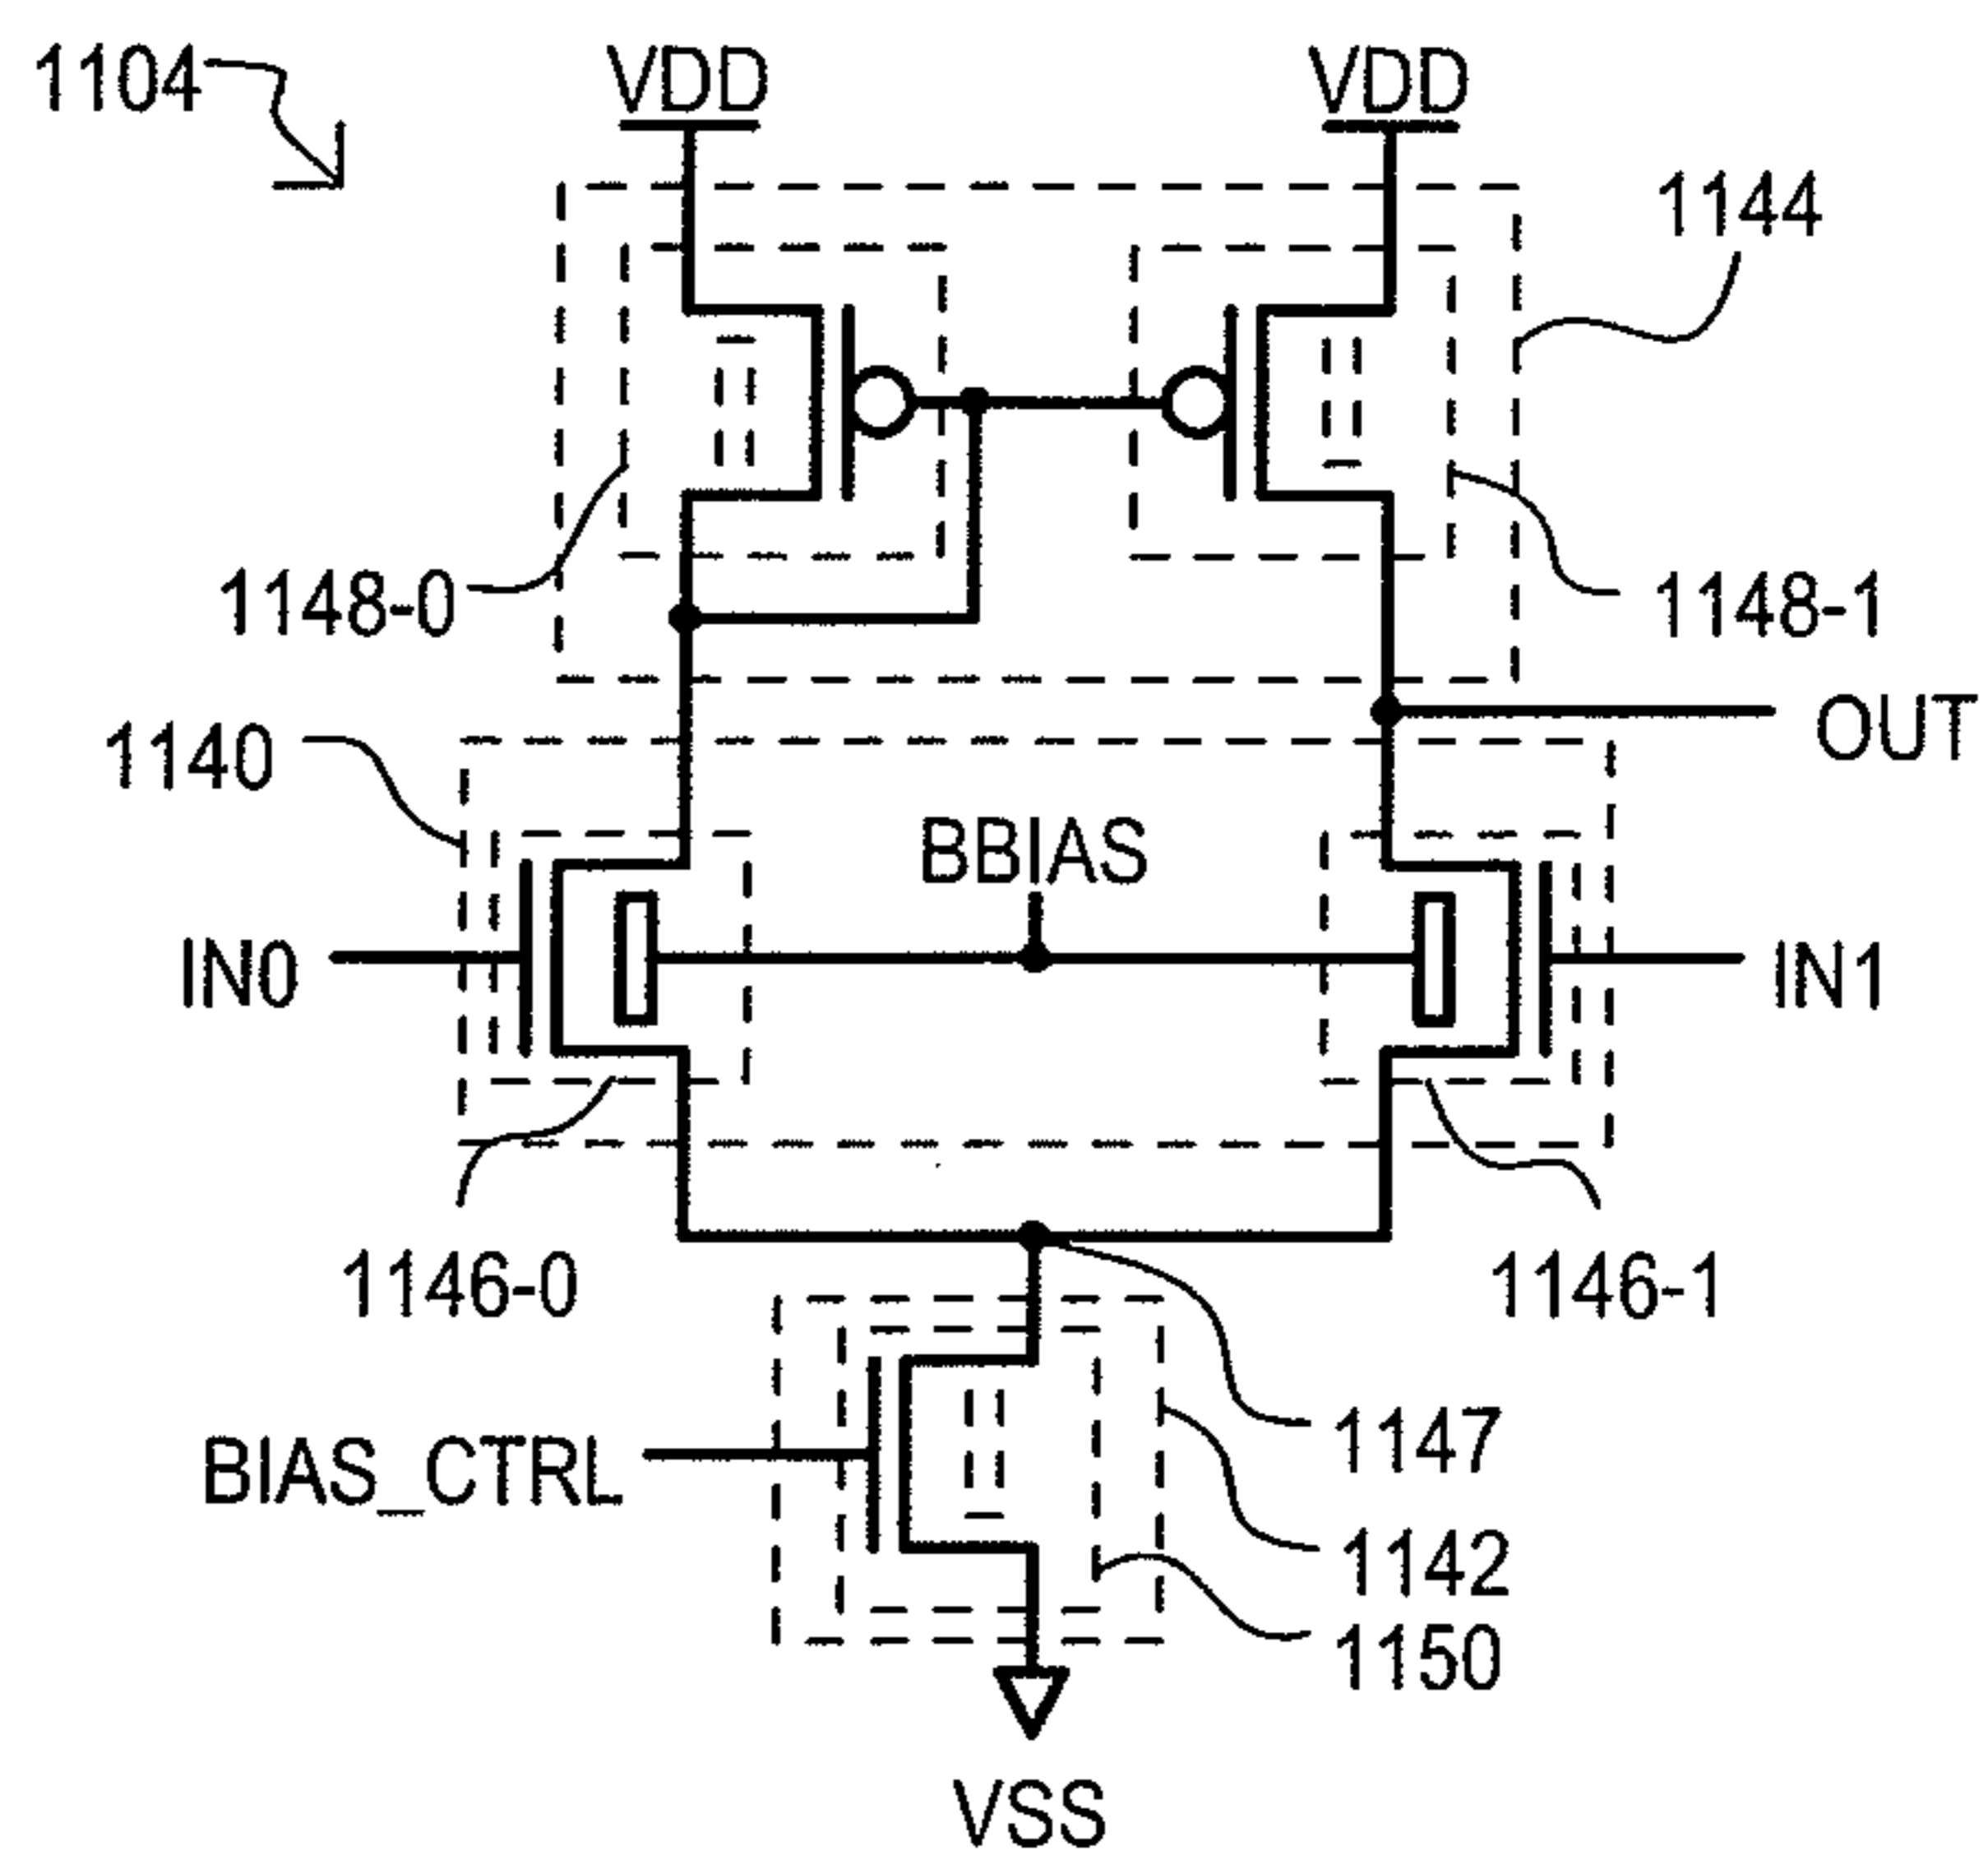 1104
VDD
VDD
1144
1148-0
1148-1
OUT
1140
BBIAS
IN0
IN1
1146-0
1146-1
BIAS_CTRL
1147
1142
1150
VSS